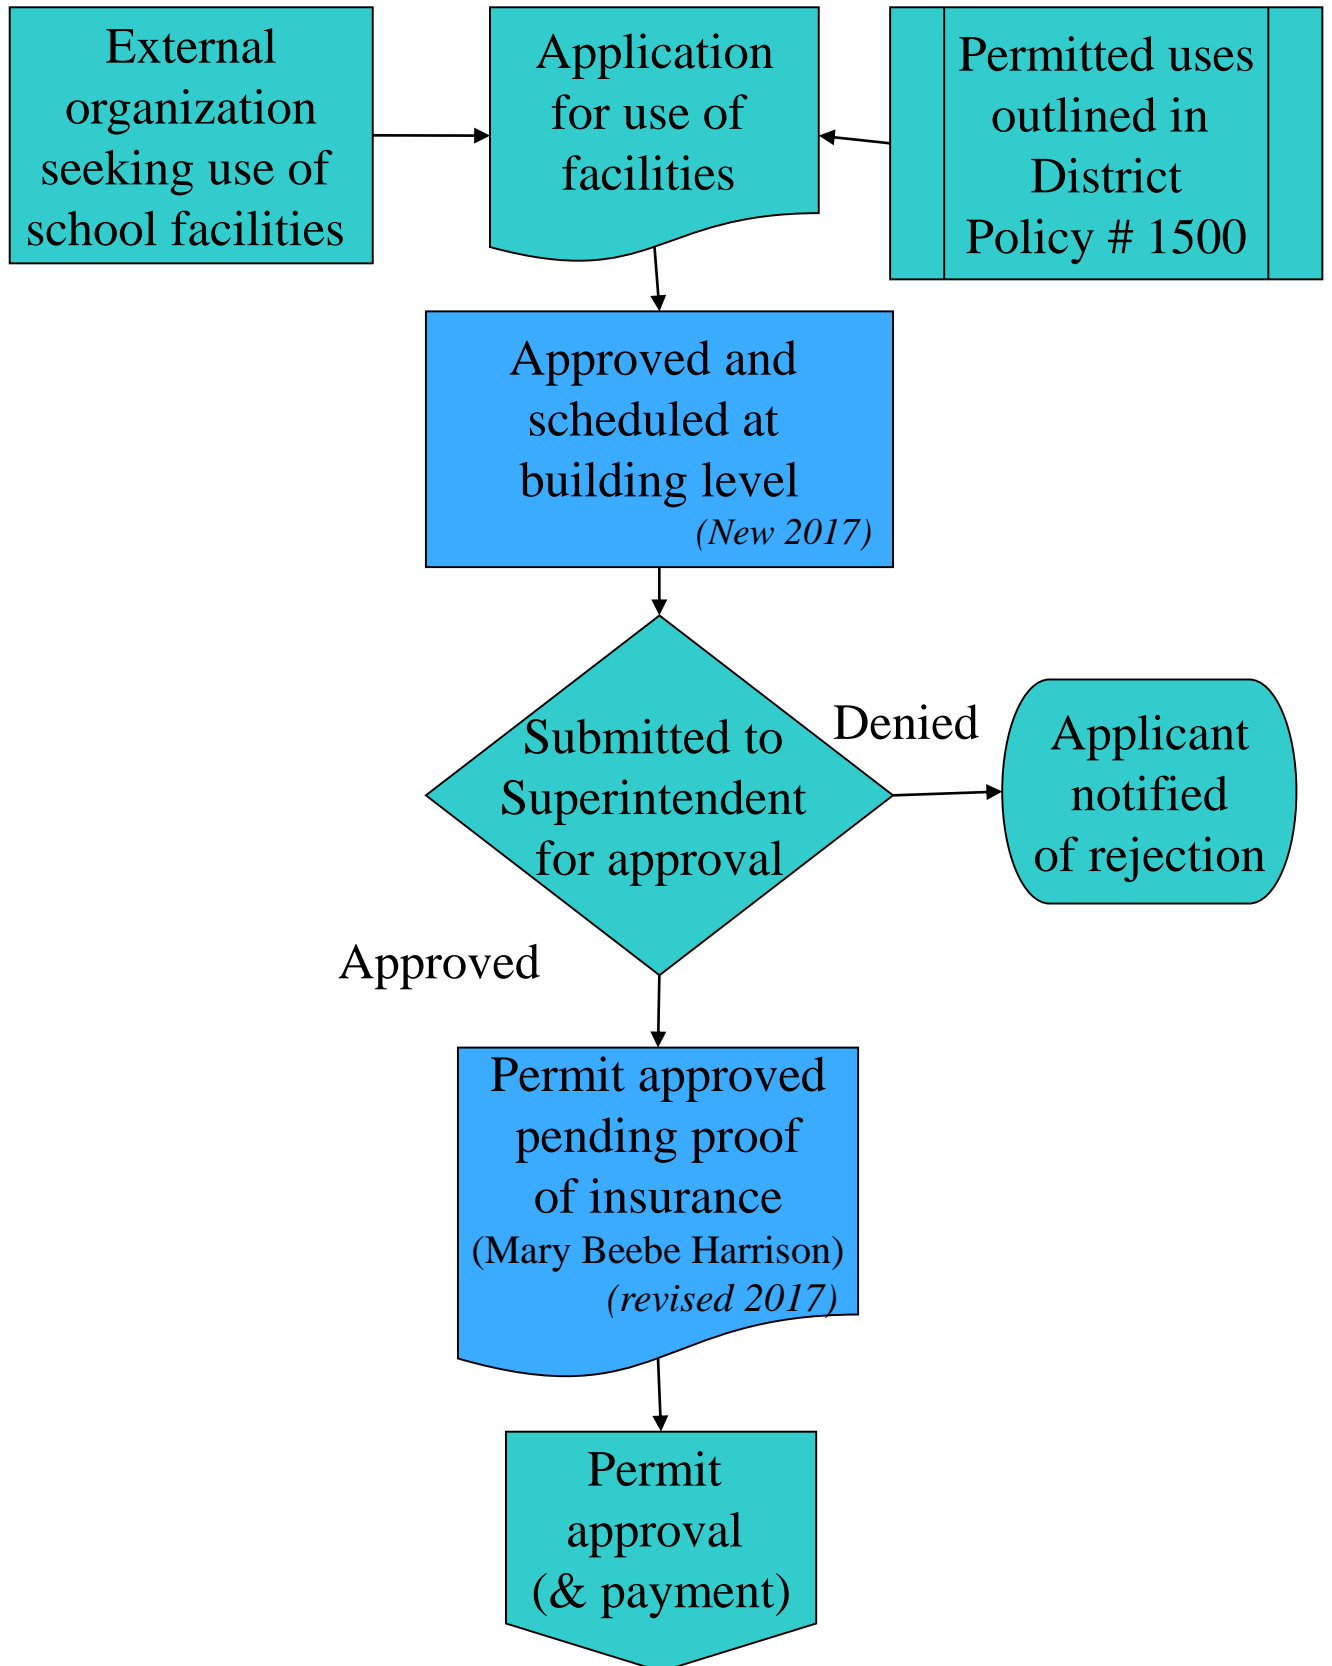 External
organization
seeking use of
school facilities
Application
for use of
facilities
Permitted uses
outlined in
District
Policy # 1500
Approved and
scheduled at
building level
(New 2017)
Submitted to
Superintendent
for approval
Denied
Applicant
notified
of rejection
Approved
Permit approved
pending proof
of insurance
(Mary Beebe Harrison)
(revised 2017)
Permit
approval
(& payment)